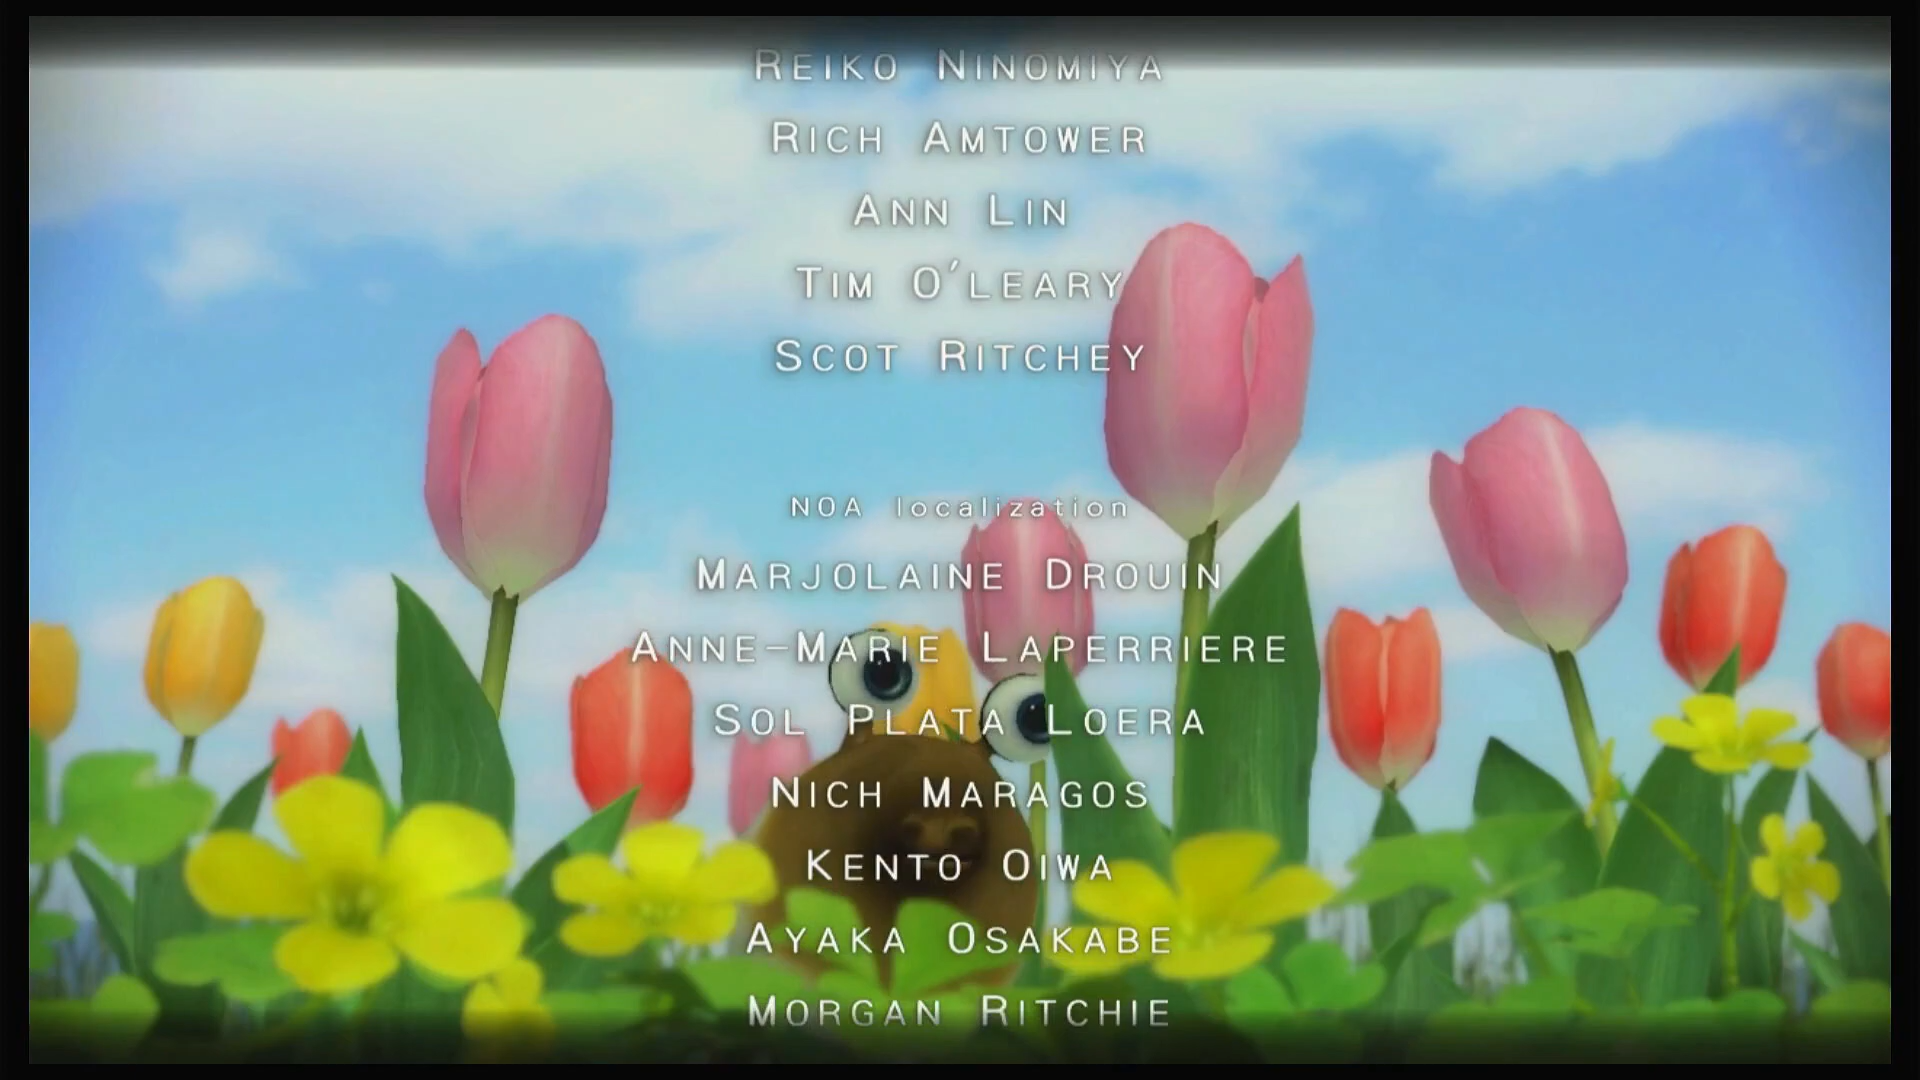 REIKO NINOMIYA
RICH AMTOWER
ANN LIN
TIM O'LEARY
SCOT RITCHEY
NOA localization
MARJOLAINE DROUIN
ANNE-MARIE LAPERRIERE
SOL PLATA LOERA
NICH MARAGOS
KENTO OIWA
AYAKA OSAKABE
MORGAN RITCHIE